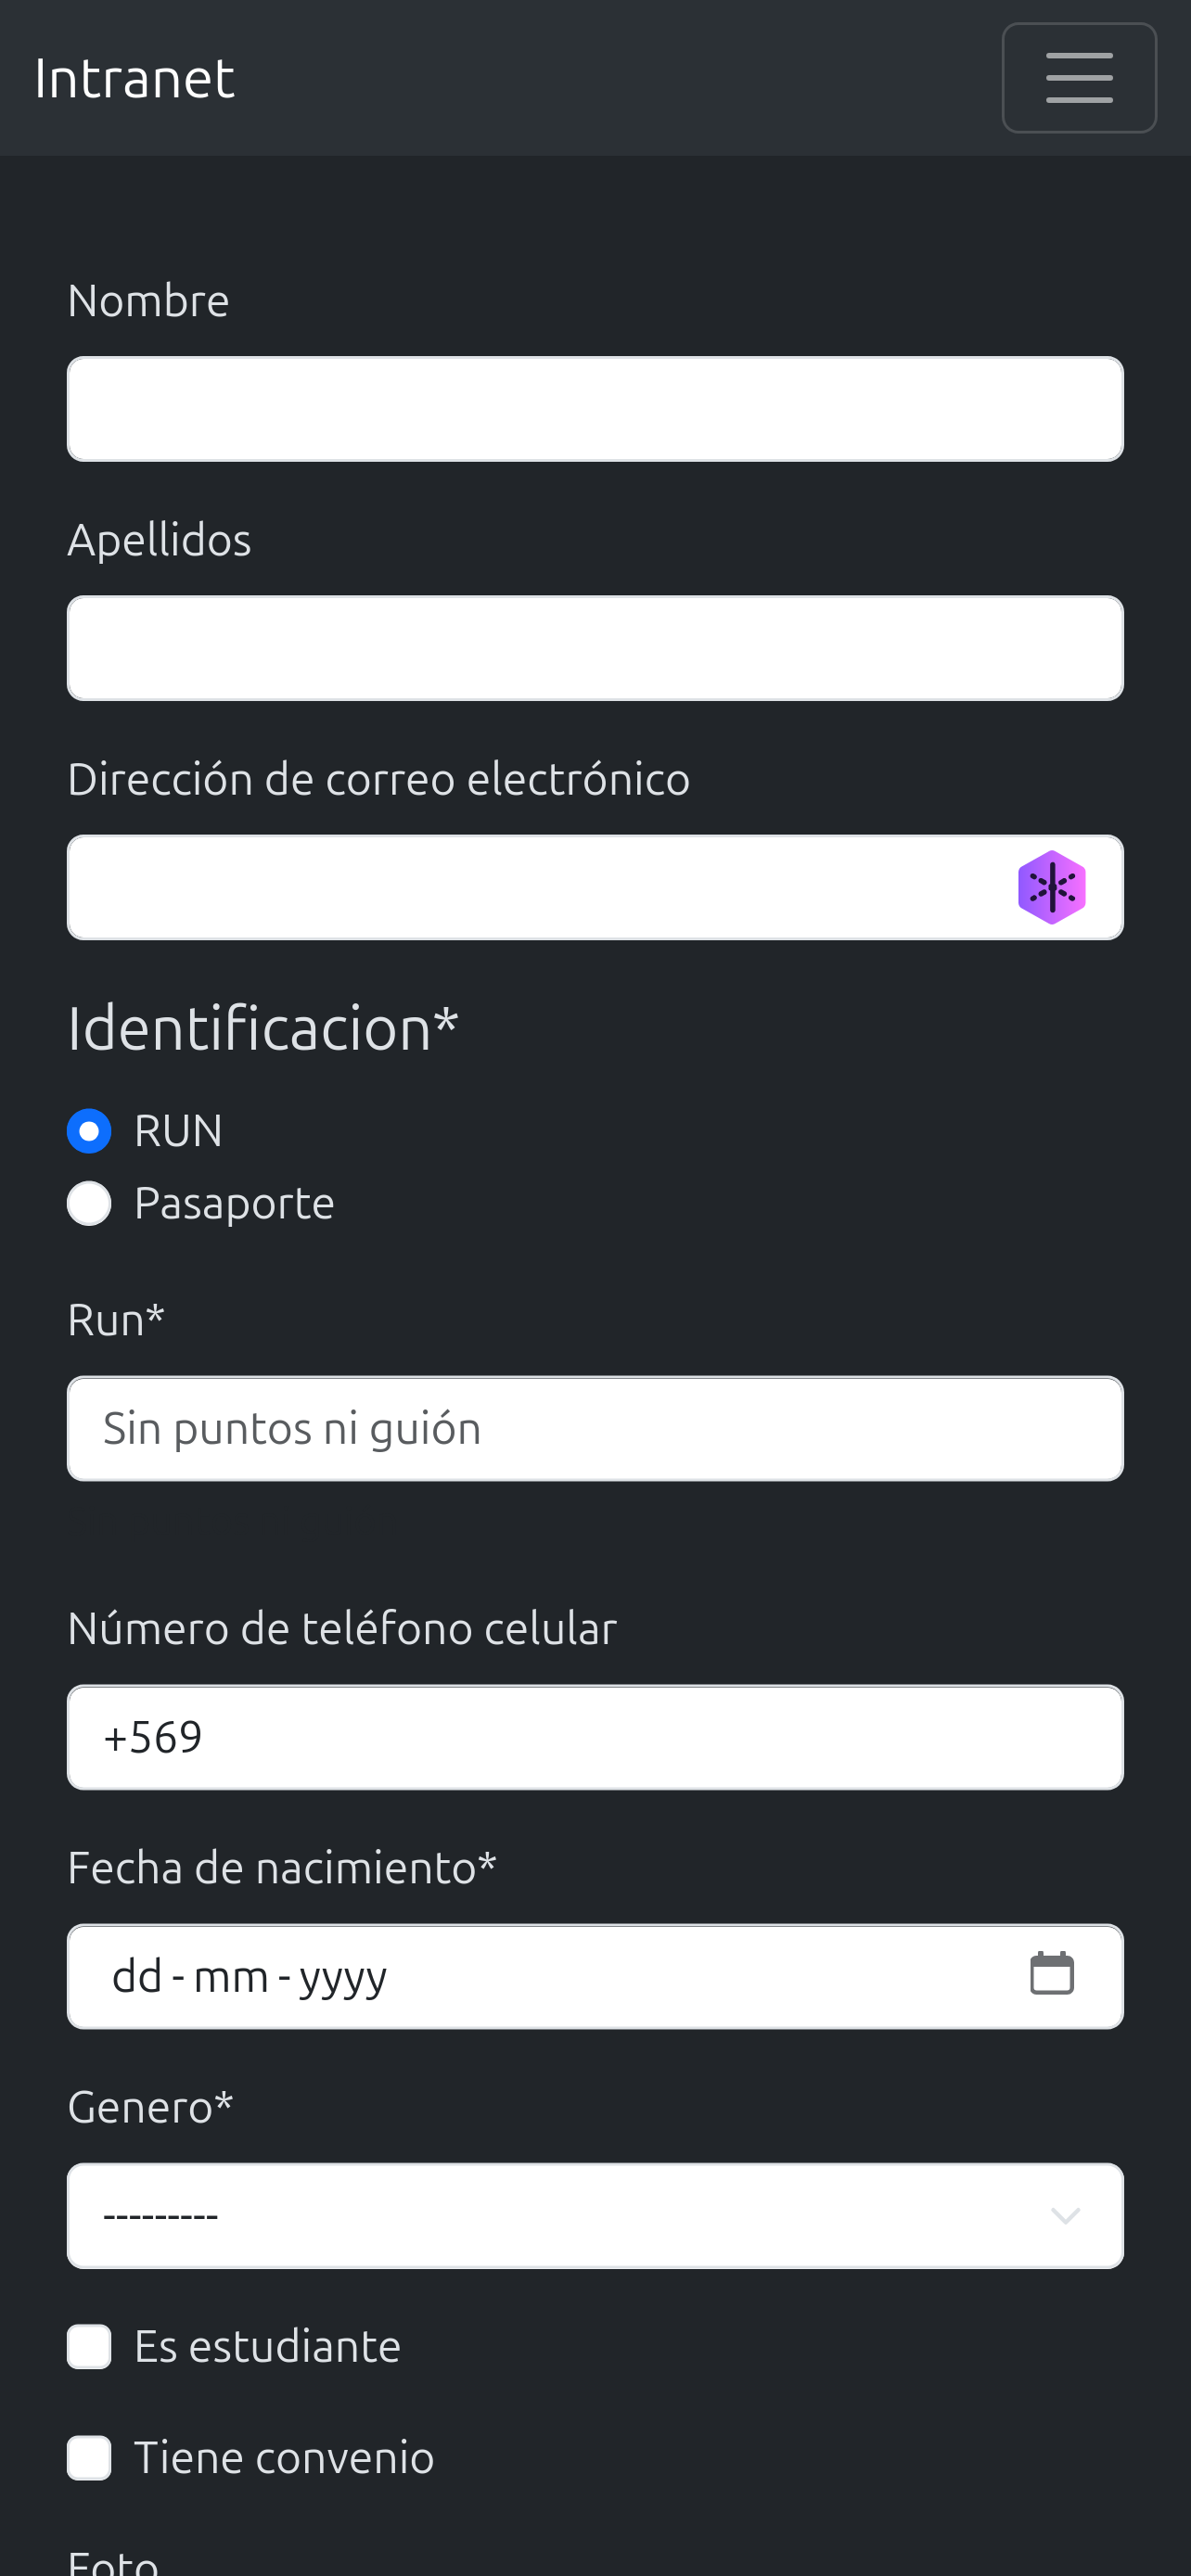 Intranet
Nombre
Apellidos
Dirección de correo electrónico
Identificacion*
RUN
Pasaporte
Run*
Sin puntos ni guión
Número de teléfono celular
+569
Fecha de nacimiento*
dd-mm-yyyy
Genero*
---------
Es estudiante
Tiene convenio
Foto